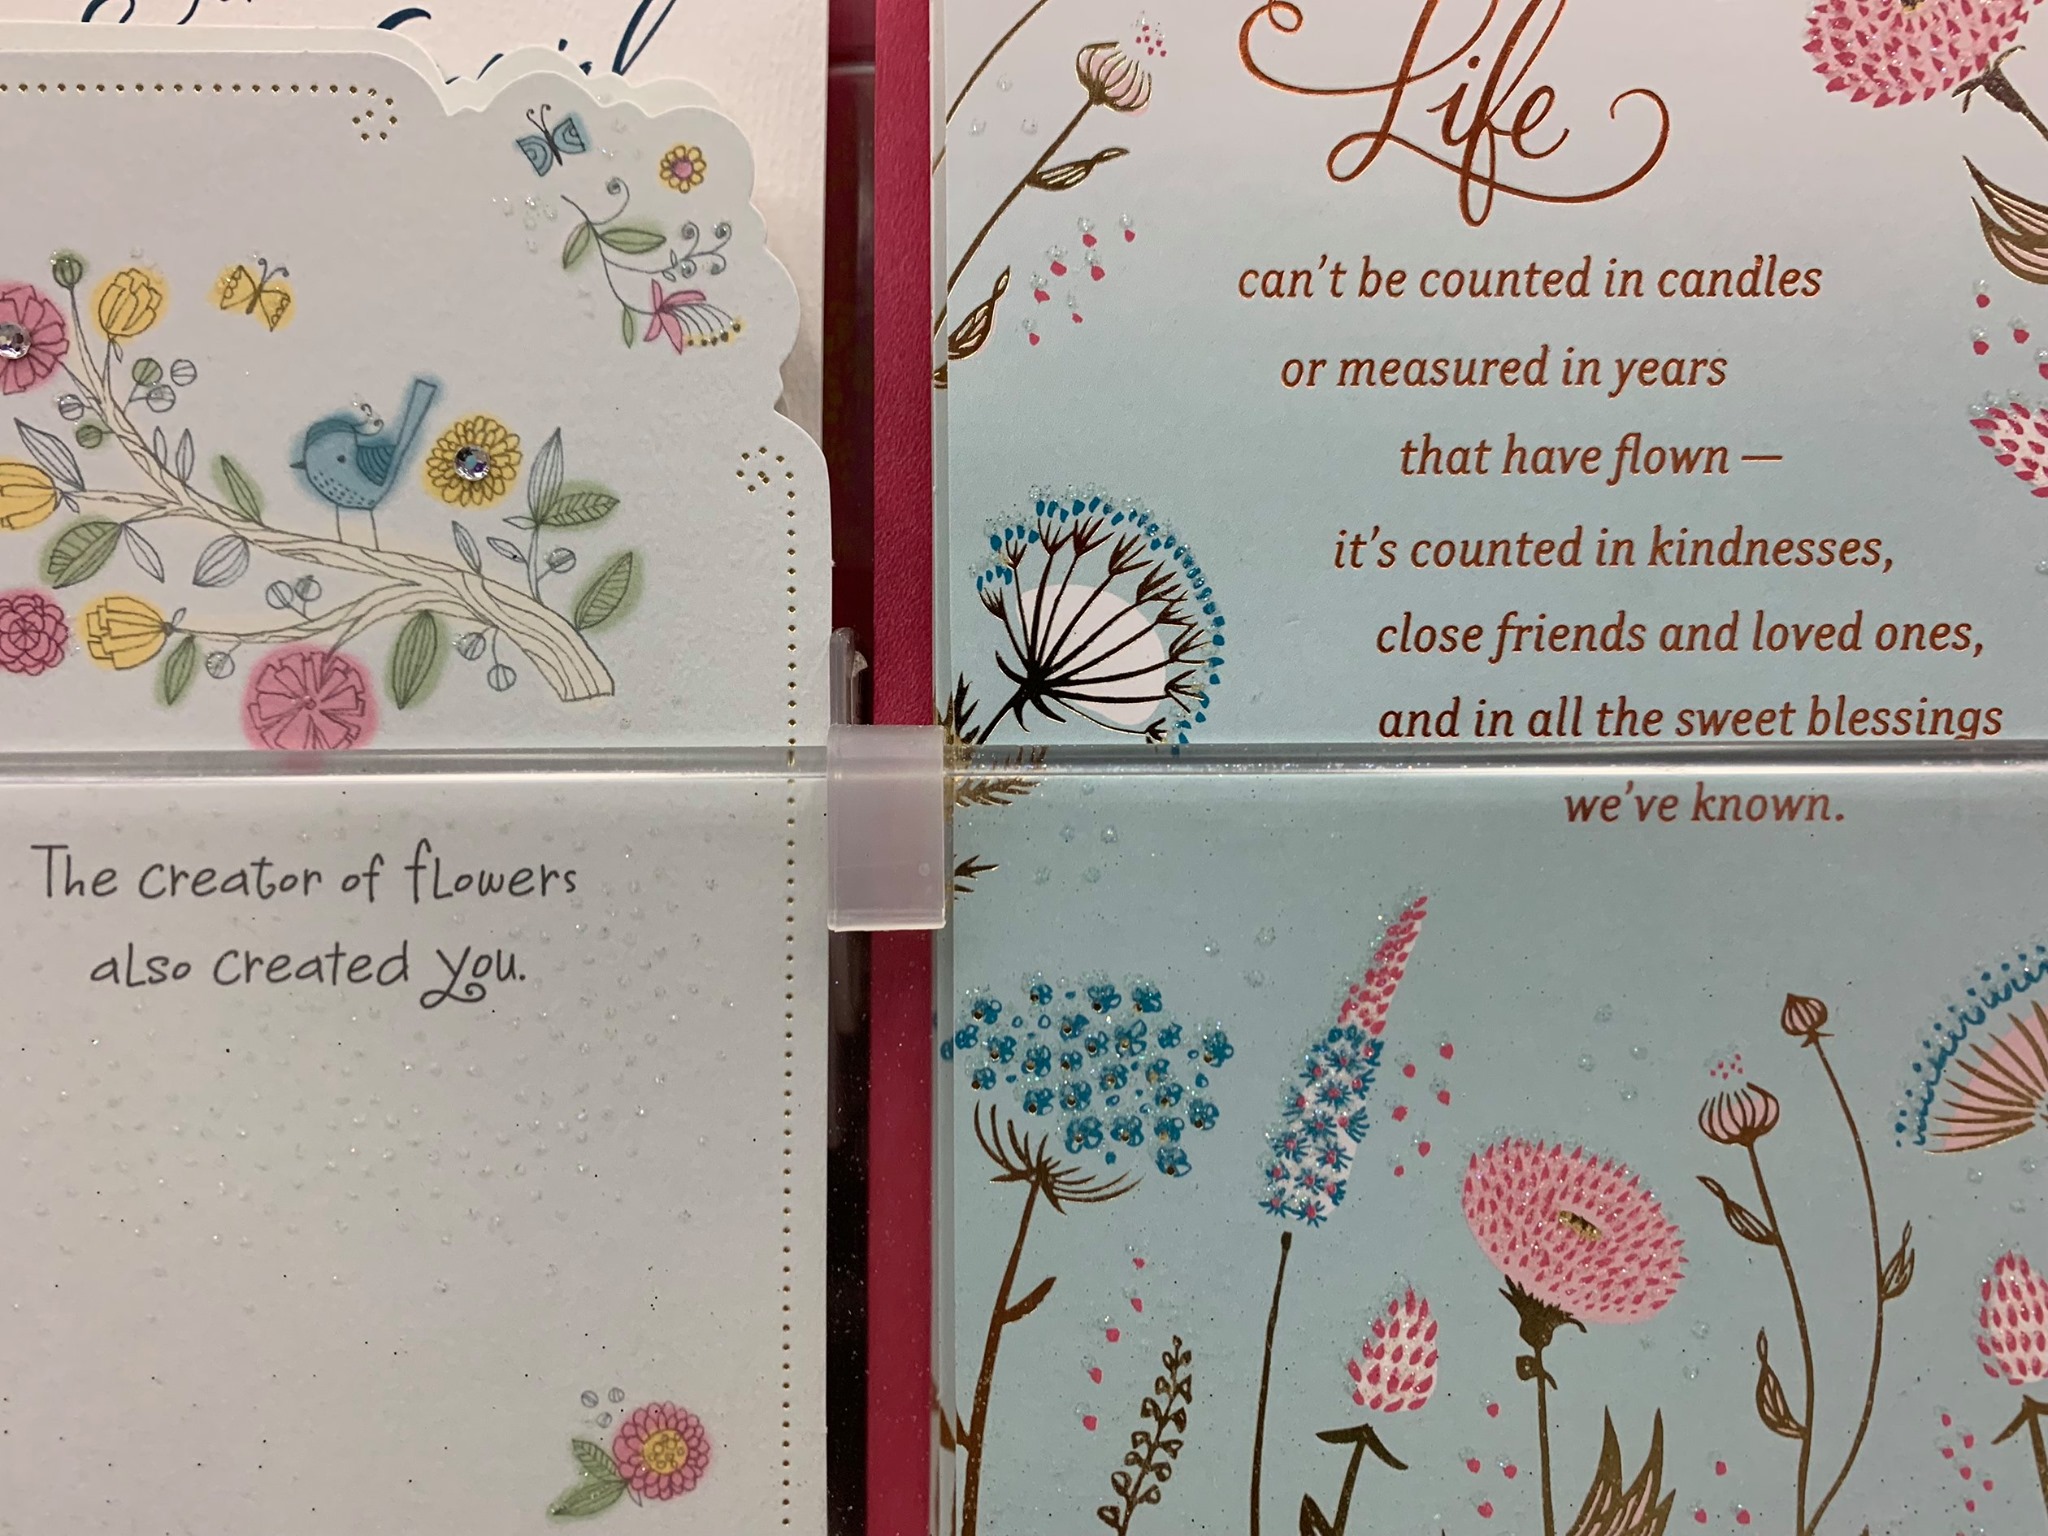 The creator of flowers
also created you.
Life
can't be counted in candles
or measured in years
that have flown —
it's counted in kindnesses,
close friends and loved ones,
and in all the sweet blessings
we've known.